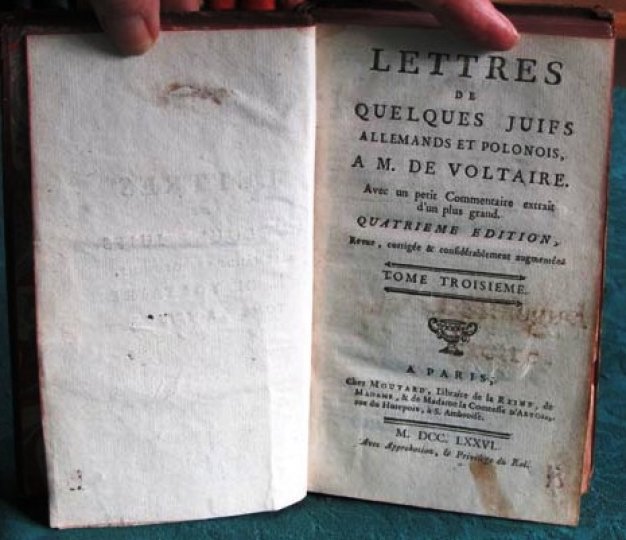 LETTRES
DE
QUELQUES JUIFS
ALLEMANDS ET POLONOIS,
A M. DE VOLTAIRE.
Avec un petit Commentaire extrait
d'un plus grand.
QUATRIEME EDITION,
Revue, corrigée & considérablement augmentée
TOME TROISIEME.
A PARIS,
Chez MOUTARD, Libraire de la REINE, de
MADAME, & de Madame la Comtesse D'ARTOIS,
rue du Hurepoix, à S. Ambroise.
M. DCC. LXXVI.
Avec Approbation, & Privilege du Roi.